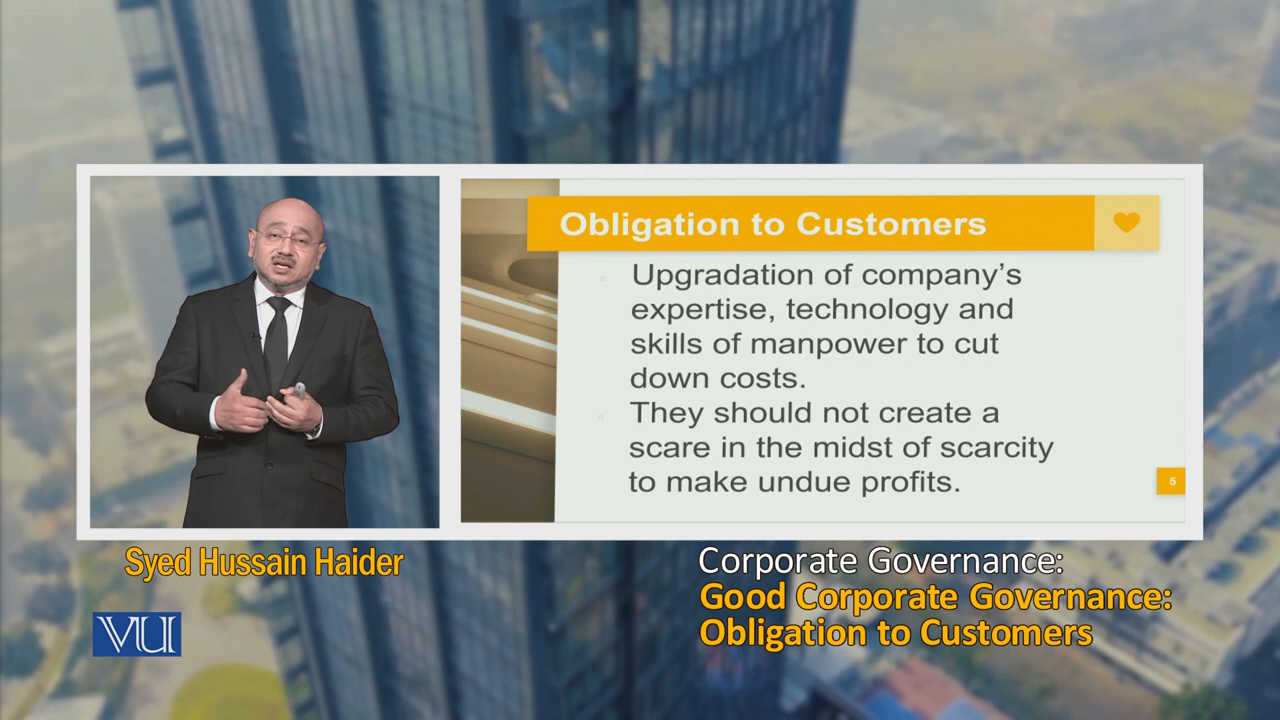 Obligation to Customers
Upgradation of company's
expertise, technology and
skills of manpower to cut
down costs.
They should not create a
scare in the midst of scarcity
to make undue profits.
5
Syed Hussain Haider
VU
Corporate Governance:
Good Corporate Governance:
Obligation to Customers